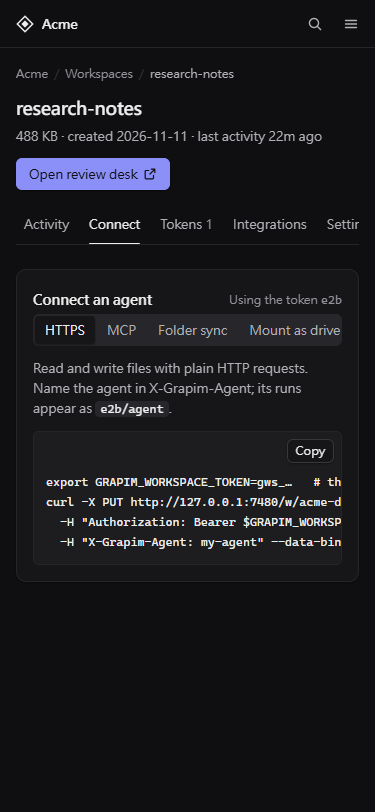 Acme
Acme / Workspaces / research-notes
research-notes
488 KB · created 2026-11-11 · last activity 22m ago
Open review desk
Activity Connect Tokens 1 Integrations Settin
Connect an agent Using the token e2b
HTTPS MCP Folder sync Mount as drive
Read and write files with plain HTTP requests.
Name the agent in X-Grapim-Agent; its runs
appear as e2b/agent.
Copy
export GRAPIM_WORKSPACE_TOKEN=gws_… # th
curl -X PUT http://127.0.0.1:7480/w/acme-d
-H "Authorization: Bearer $GRAPIM_WORKSP
-H "X-Grapim-Agent: my-agent" --data-bin